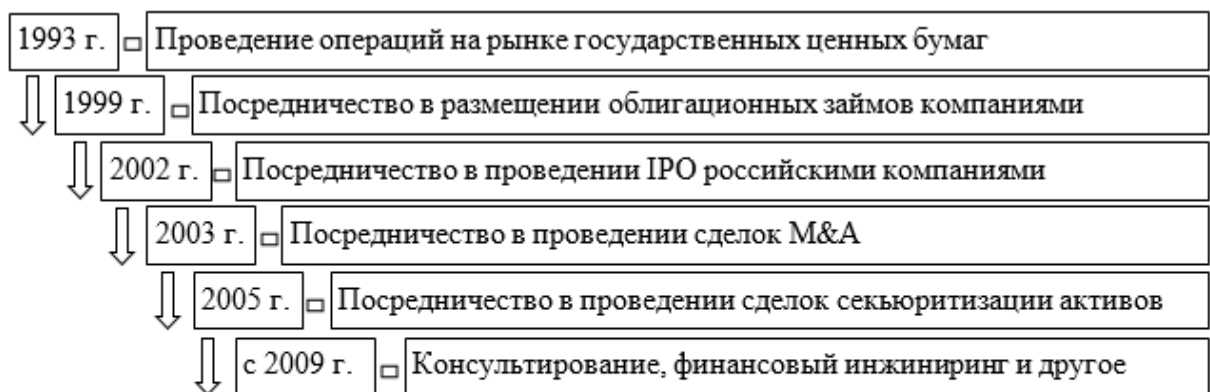 1993 г. Проведение операций на рынке государственных ценных бумаг
1999 г. Посредничество в размещении облигационных займов компаниями
2002 г. Посредничество в проведении IPO российскими компаниями
2003 г. Посредничество в проведении сделок M&A
2005 г. Посредничество в проведении сделок секьюритизации активов
с 2009 г. Консультирование, финансовый инжиниринг и другое